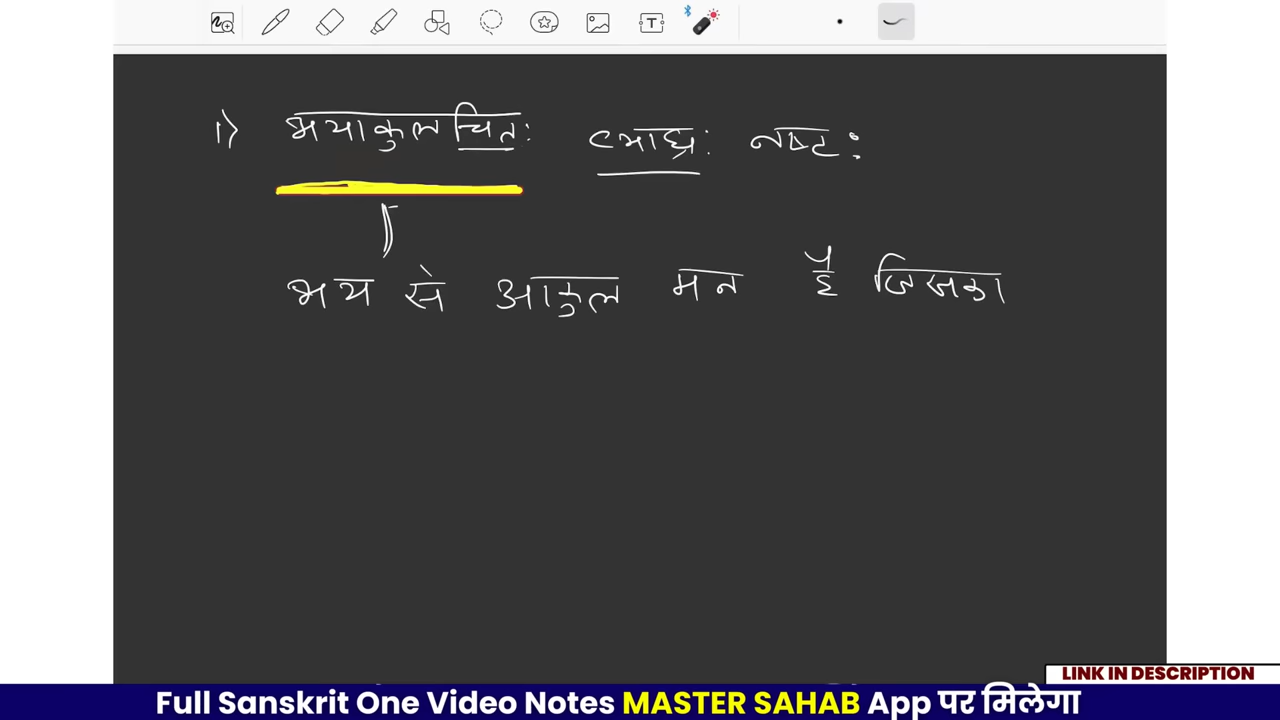 1) भयाकुलचितः व्याघ्रः नष्टः
भय से आकुल मन है जिसका
LINK IN DESCRIPTION
Full Sanskrit One Video Notes MASTER SAHAB App पर मिलेगा